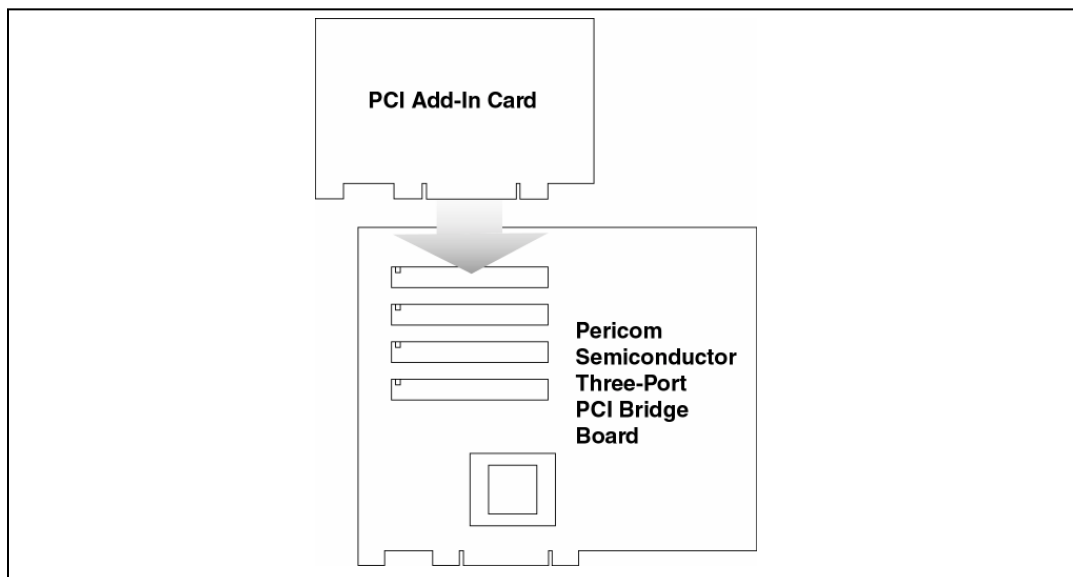 PCI Add-In Card
Pericom
Semiconductor
Three-Port
PCI Bridge
Board